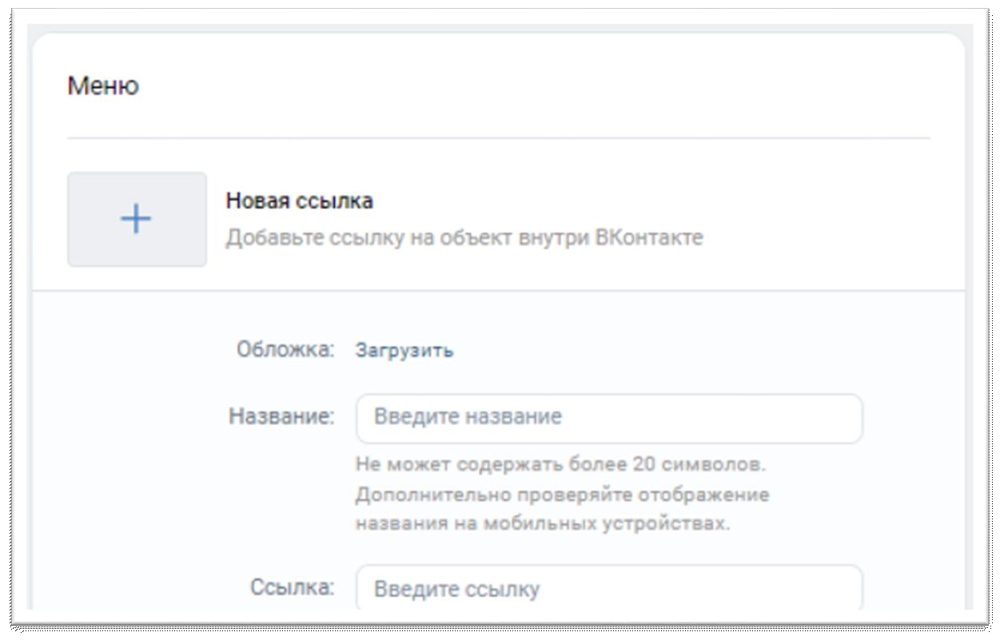 Меню
Новая ссылка
Добавьте ссылку на объект внутри ВКонтакте
Обложка: Загрузить
Название: Введите название
Не может содержать более 20 символов.
Дополнительно проверяйте отображение
названия на мобильных устройствах.
Ссылка: Введите ссылку